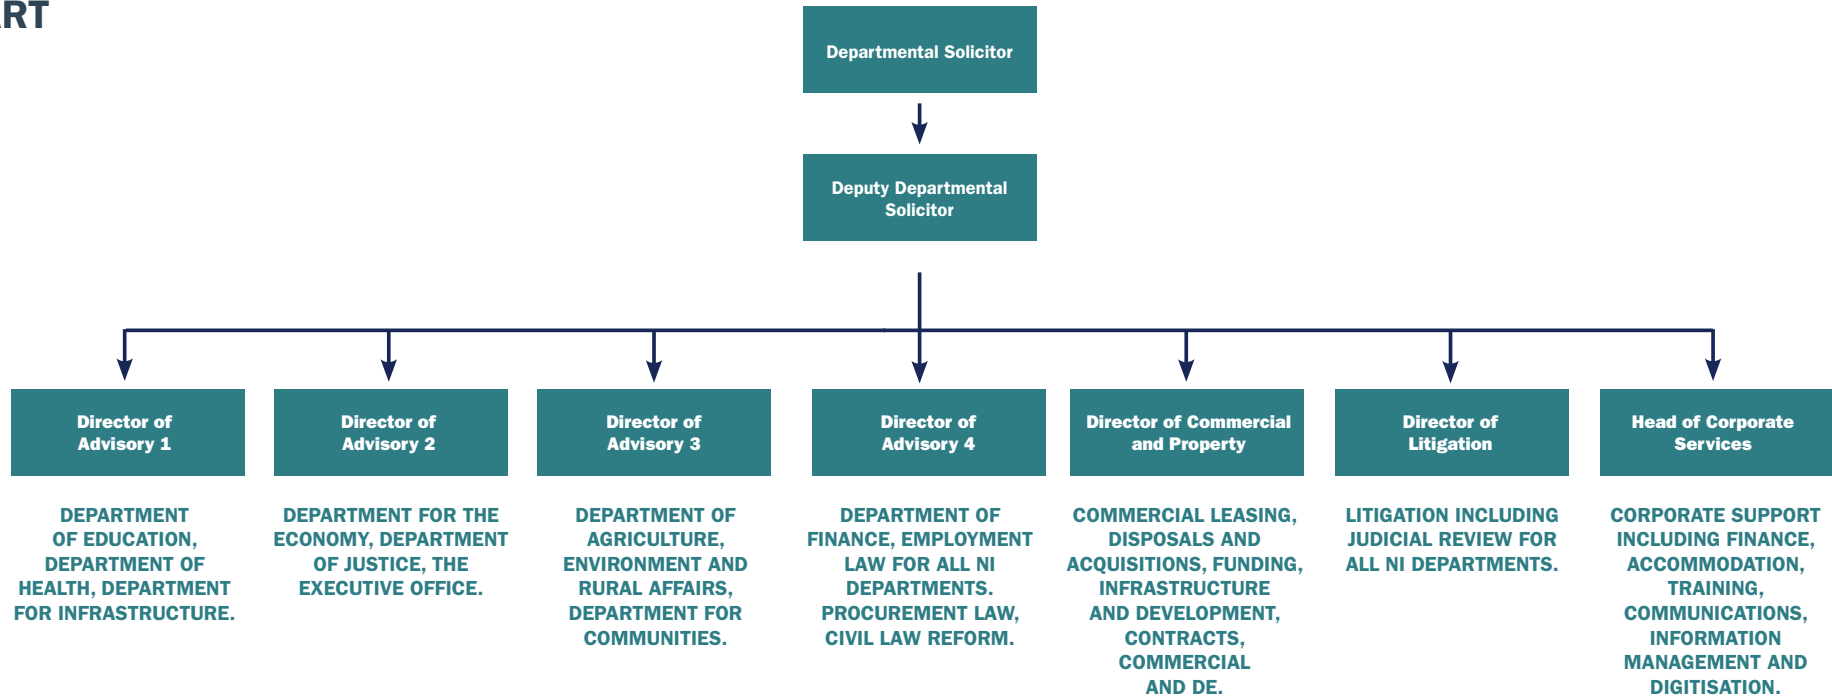 ART
Departmental Solicitor
Deputy Departmental
Solicitor
Director of
Advisory 1
DEPARTMENT
OF EDUCATION,
DEPARTMENT OF
HEALTH, DEPARTMENT
FOR INFRASTRUCTURE.
Director of
Advisory 2
DEPARTMENT FOR THE
ECONOMY, DEPARTMENT
OF JUSTICE, THE
EXECUTIVE OFFICE.
Director of
Advisory 3
DEPARTMENT OF
AGRICULTURE,
ENVIRONMENT AND
RURAL AFFAIRS,
DEPARTMENT FOR
COMMUNITIES.
Director of
Advisory 4
DEPARTMENT OF
FINANCE, EMPLOYMENT
LAW FOR ALL NI
DEPARTMENTS.
PROCUREMENT LAW,
CIVIL LAW REFORM.
Director of Commercial
and Property
COMMERCIAL LEASING,
DISPOSALS AND
ACQUISITIONS, FUNDING,
INFRASTRUCTURE
AND DEVELOPMENT,
CONTRACTS,
COMMERCIAL
AND DE.
Director of
Litigation
LITIGATION INCLUDING
JUDICIAL REVIEW FOR
ALL NI DEPARTMENTS.
Head of Corporate
Services
CORPORATE SUPPORT
INCLUDING FINANCE,
ACCOMMODATION,
TRAINING,
COMMUNICATIONS,
INFORMATION
MANAGEMENT AND
DIGITISATION.